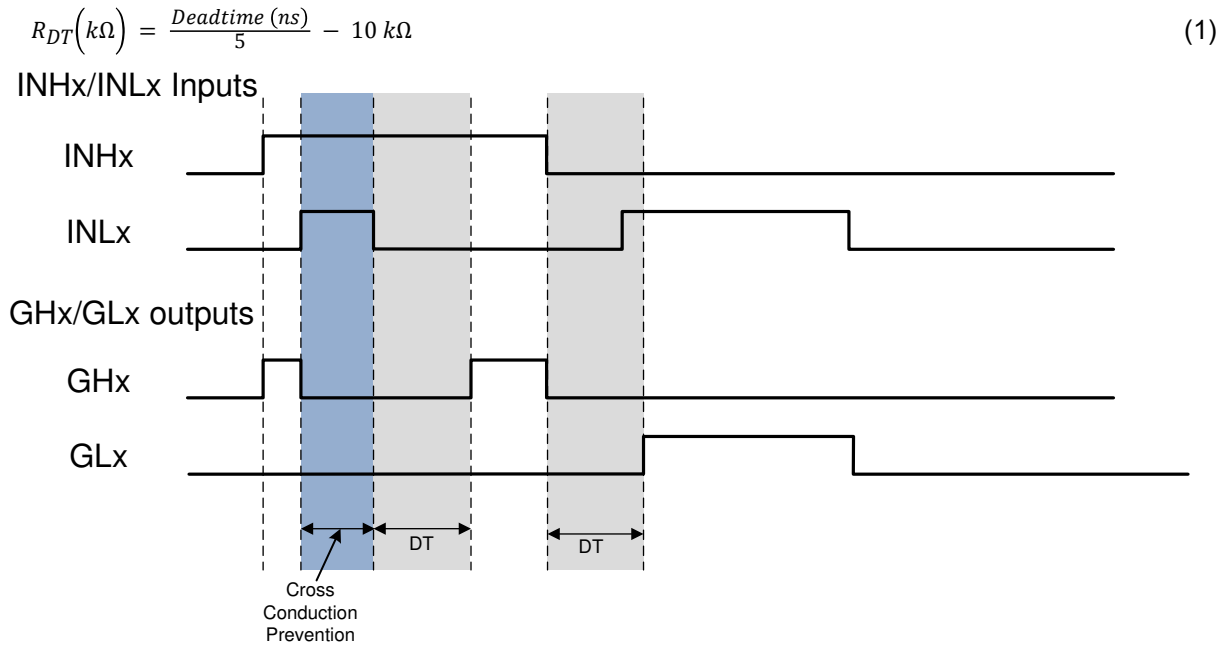 R_DT(kΩ) = Deadtime (ns) / 5 − 10 kΩ (1)
INHx/INLx Inputs
INHx
INLx
GHx/GLx outputs
GHx
GLx
DT
DT
Cross
Conduction
Prevention